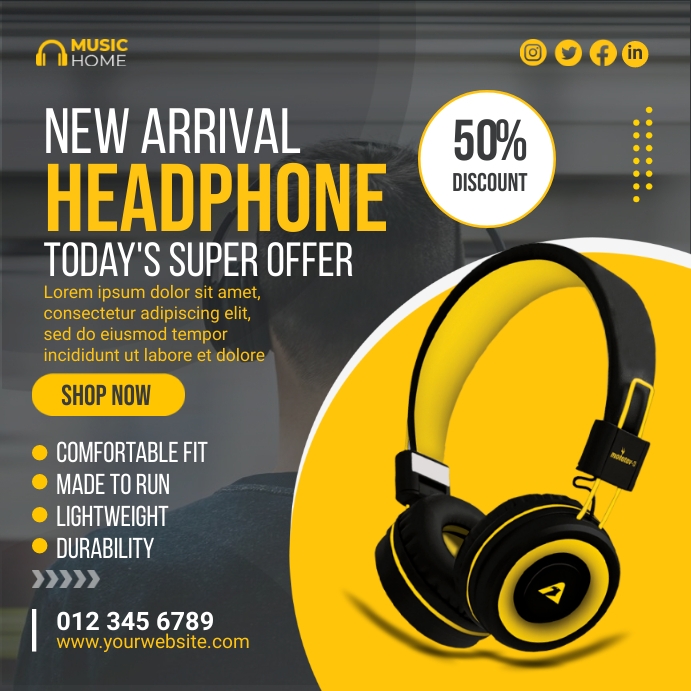 MUSIC
HOME
NEW ARRIVAL
HEADPHONE
TODAY'S SUPER OFFER
50%
DISCOUNT
Lorem ipsum dolor sit amet,
consectetur adipiscing elit,
sed do eiusmod tempor
incididunt ut labore et dolore
SHOP NOW
COMFORTABLE FIT
MADE TO RUN
LIGHTWEIGHT
DURABILITY
012 345 6789
www.yourwebsite.com
in